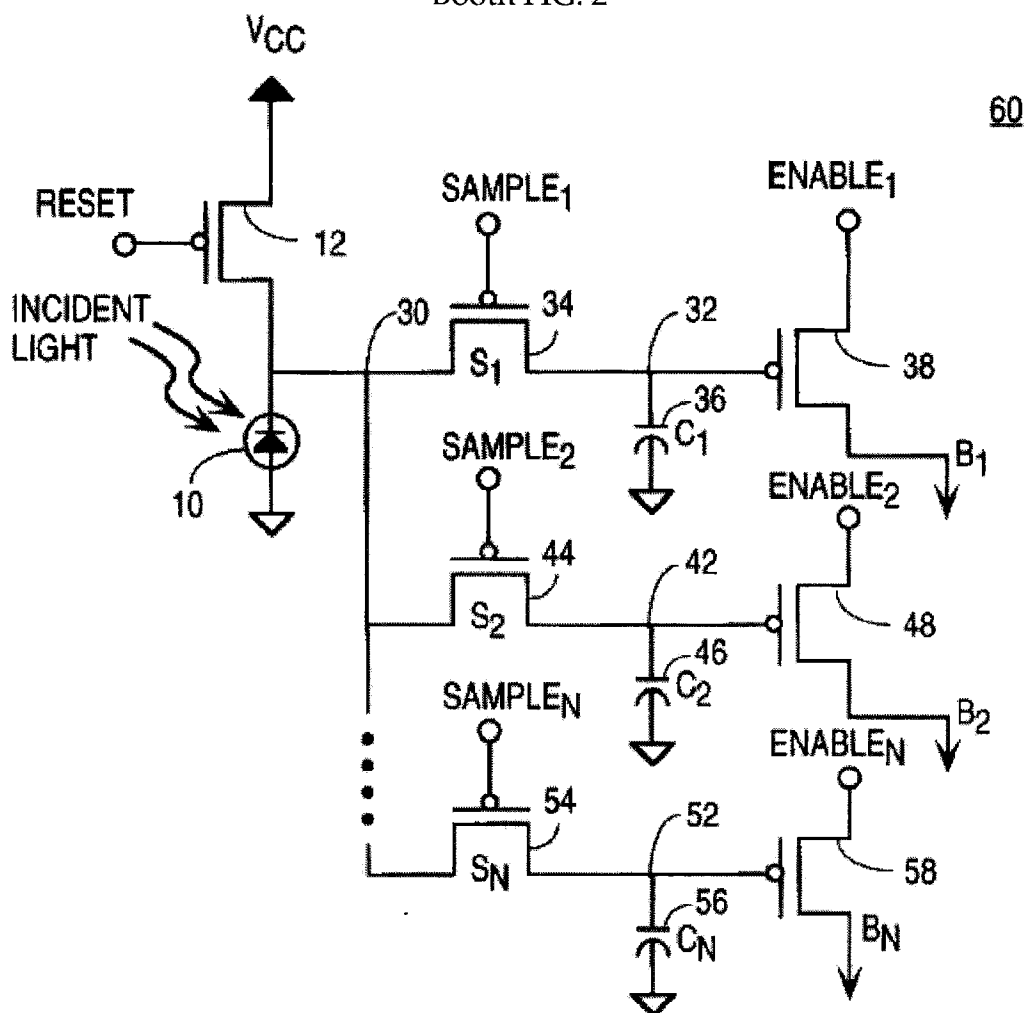 Booth FIG. 2
VCC
60
RESET
12
SAMPLE1
ENABLE1
INCIDENT
LIGHT
30
34
32
S1
38
36
C1
10
SAMPLE2
B1
ENABLE2
44
42
S2
48
46
C2
SAMPLEN
B2
ENABLEN
54
52
SN
58
56
CN
BN